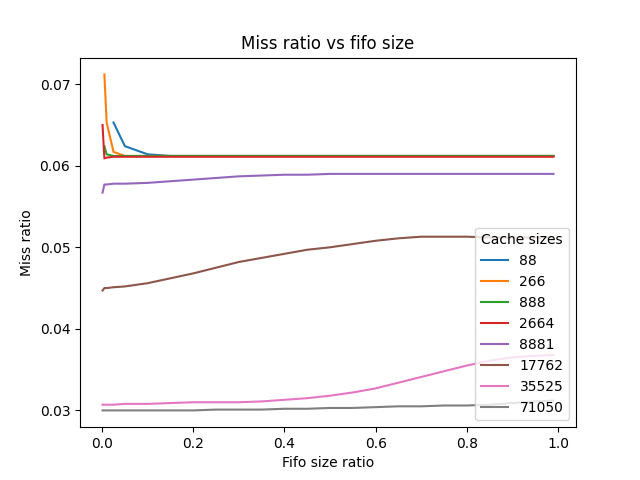 Miss ratio vs fifo size
Miss ratio
0.07
0.06
0.05
0.04
0.03
Cache sizes
88
266
888
2664
8881
17762
35525
71050
0.0 0.2 0.4 0.6 0.8 1.0
Fifo size ratio